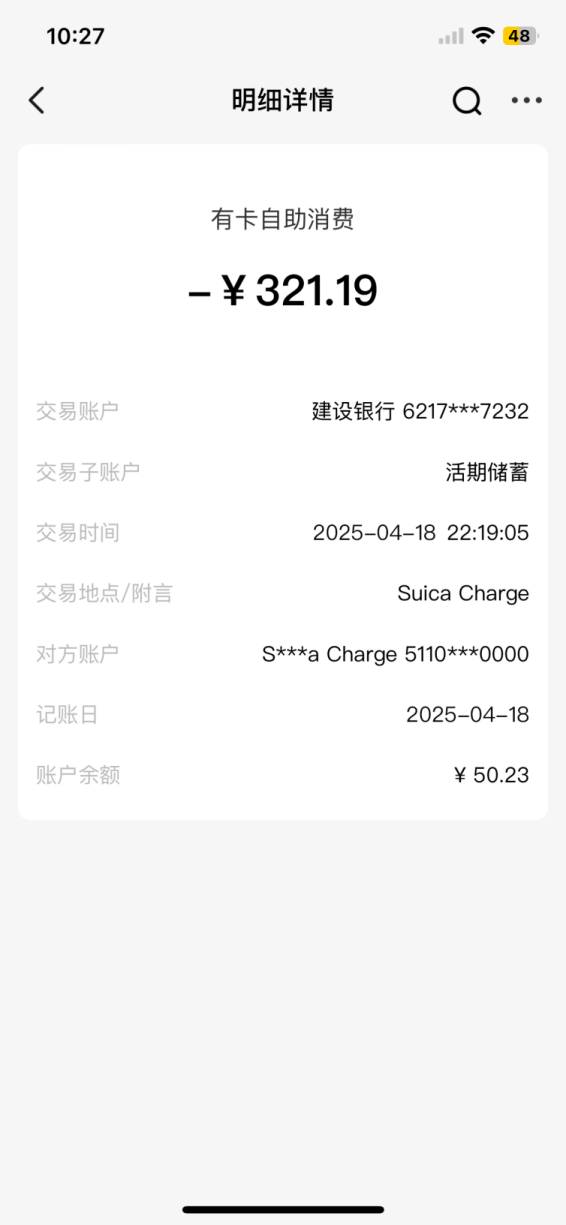 10:27
48
明细详情
有卡自助消费
–¥321.19
交易账户 建设银行 6217***7232
交易子账户 活期储蓄
交易时间 2025–04–18 22:19:05
交易地点/附言 Suica Charge
对方账户 S***a Charge 5110***0000
记账日 2025–04–18
账户余额 ¥ 50.23